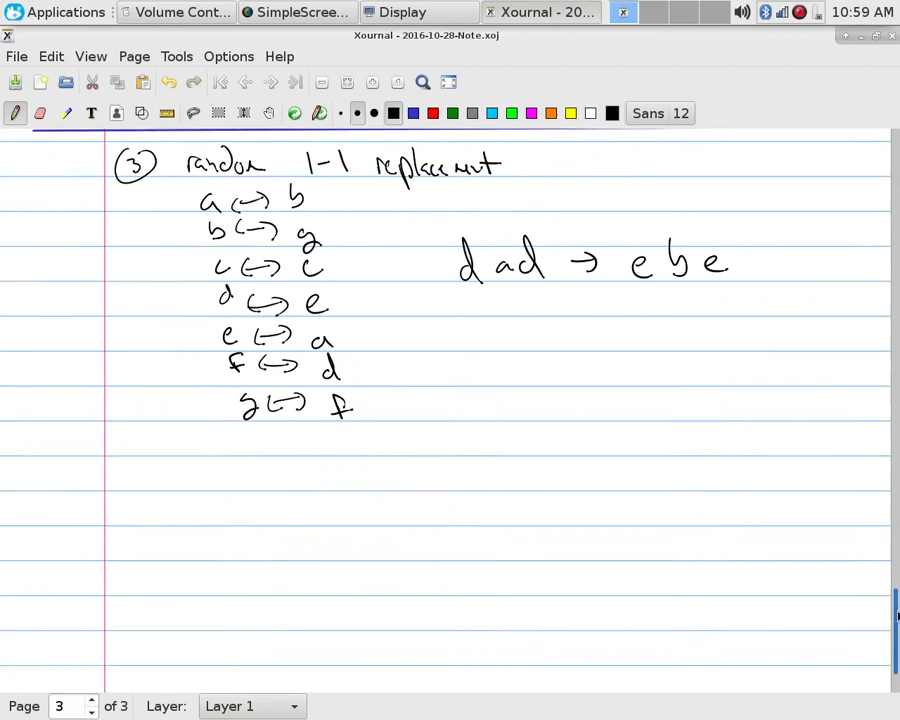 Applications Volume Cont... SimpleScree... Display Xournal - 20... 10:59 AM
Xournal - 2016-10-28-Note.xoj
File Edit View Page Tools Options Help
T Sans 12
③ random 1-1 replacement
a ↔ b
b ↔ g
c ↔ c
d ↔ e
e ↔ a
f ↔ d
g ↔ f
dad → ebe
Page 3 of 3 Layer: Layer 1